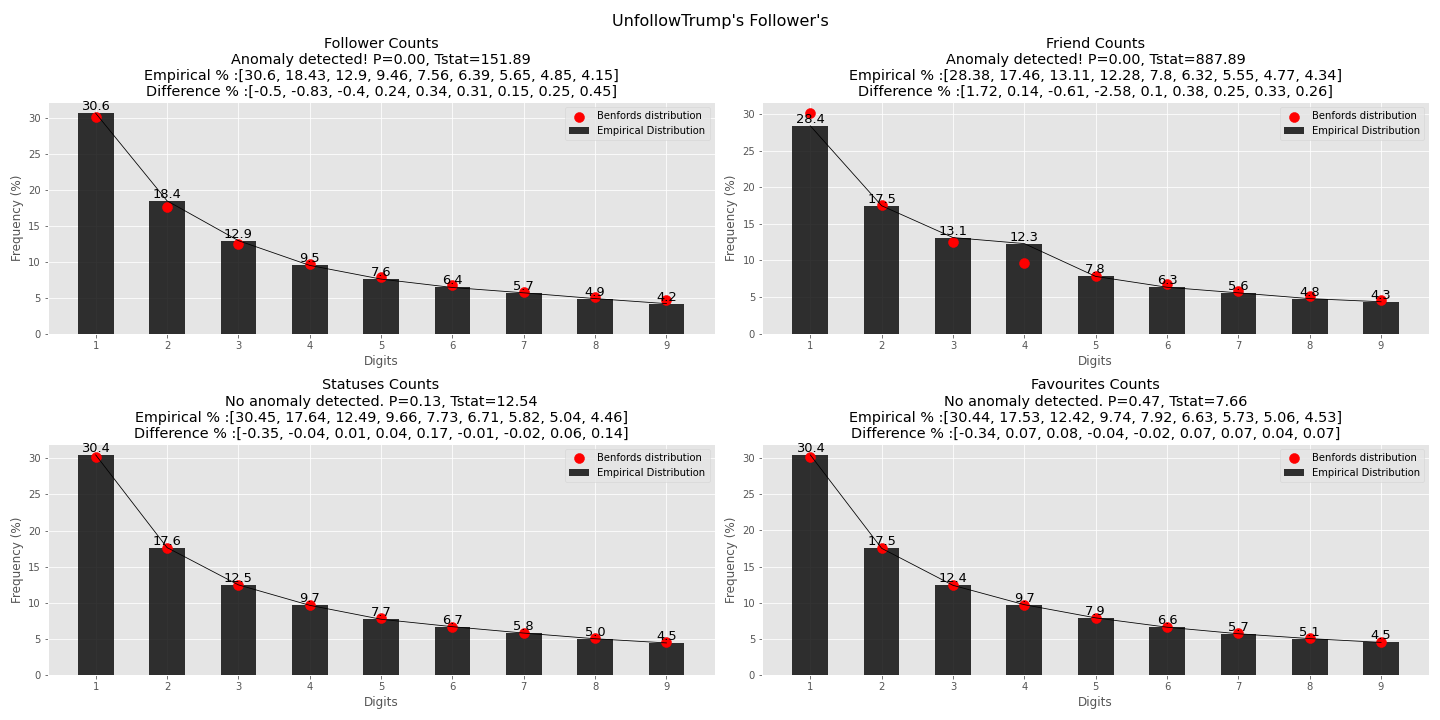 UnfollowTrump's Follower's
Follower Counts
Anomaly detected! P=0.00, Tstat=151.89
Empirical % :[30.6, 18.43, 12.9, 9.46, 7.56, 6.39, 5.65, 4.85, 4.15]
Difference % :[-0.5, -0.83, -0.4, 0.24, 0.34, 0.31, 0.15, 0.25, 0.45]
Benfords distribution
Empirical Distribution
30.6
18.4
12.9
9.5
7.6
6.4
5.7
4.9
4.2
Frequency (%)
30
25
20
15
10
5
0
1 2 3 4 5 6 7 8 9
Digits
Friend Counts
Anomaly detected! P=0.00, Tstat=887.89
Empirical % :[28.38, 17.46, 13.11, 12.28, 7.8, 6.32, 5.55, 4.77, 4.34]
Difference % :[1.72, 0.14, -0.61, -2.58, 0.1, 0.38, 0.25, 0.33, 0.26]
Benfords distribution
Empirical Distribution
28.4
17.5
13.1
12.3
7.8
6.3
5.6
4.8
4.3
Frequency (%)
30
25
20
15
10
5
0
1 2 3 4 5 6 7 8 9
Digits
Statuses Counts
No anomaly detected. P=0.13, Tstat=12.54
Empirical % :[30.45, 17.64, 12.49, 9.66, 7.73, 6.71, 5.82, 5.04, 4.46]
Difference % :[-0.35, -0.04, 0.01, 0.04, 0.17, -0.01, -0.02, 0.06, 0.14]
Benfords distribution
Empirical Distribution
30.4
17.6
12.5
9.7
7.7
6.7
5.8
5.0
4.5
Frequency (%)
30
25
20
15
10
5
0
1 2 3 4 5 6 7 8 9
Digits
Favourites Counts
No anomaly detected. P=0.47, Tstat=7.66
Empirical % :[30.44, 17.53, 12.42, 9.74, 7.92, 6.63, 5.73, 5.06, 4.53]
Difference % :[-0.34, 0.07, 0.08, -0.04, -0.02, 0.07, 0.07, 0.04, 0.07]
Benfords distribution
Empirical Distribution
30.4
17.5
12.4
9.7
7.9
6.6
5.7
5.1
4.5
Frequency (%)
30
25
20
15
10
5
0
1 2 3 4 5 6 7 8 9
Digits